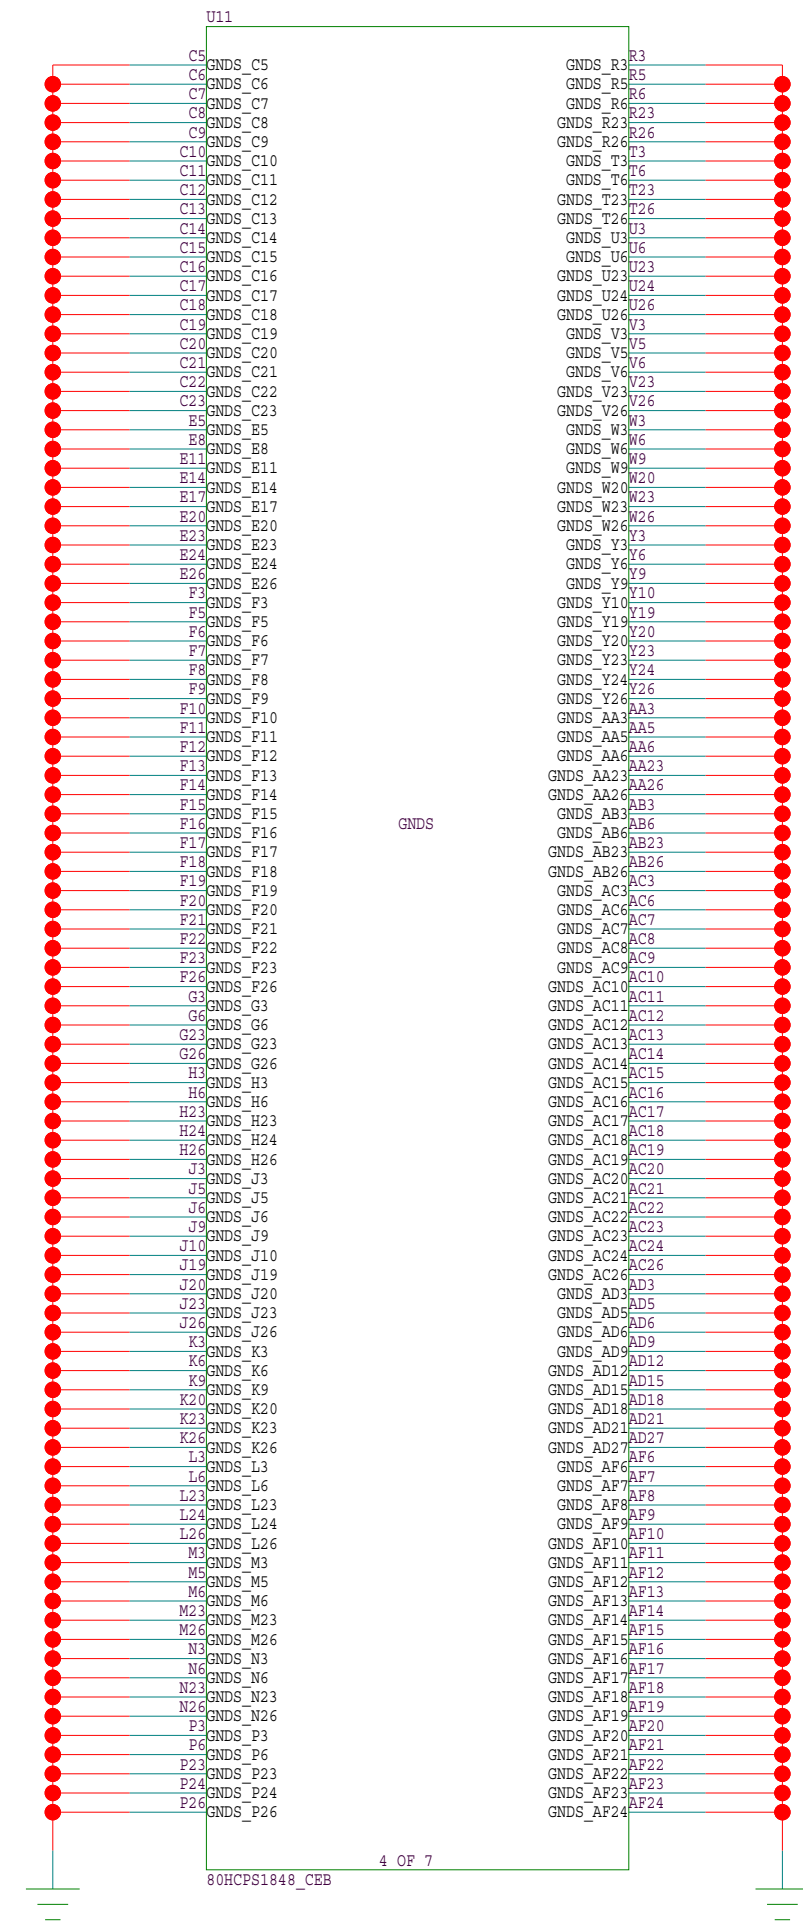 U11
C5 GNDS_C5 GNDS_R3 R3
C6 GNDS_C6 GNDS_R5 R5
C7 GNDS_C7 GNDS_R6 R6
C8 GNDS_C8 GNDS_R23 R23
C9 GNDS_C9 GNDS_R26 R26
C10 GNDS_C10 GNDS_T3 T3
C11 GNDS_C11 GNDS_T6 T6
C12 GNDS_C12 GNDS_T23 T23
C13 GNDS_C13 GNDS_T26 T26
C14 GNDS_C14 GNDS_U3 U3
C15 GNDS_C15 GNDS_U6 U6
C16 GNDS_C16 GNDS_U23 U23
C17 GNDS_C17 GNDS_U24 U24
C18 GNDS_C18 GNDS_U26 U26
C19 GNDS_C19 GNDS_V3 V3
C20 GNDS_C20 GNDS_V5 V5
C21 GNDS_C21 GNDS_V6 V6
C22 GNDS_C22 GNDS_V23 V23
C23 GNDS_C23 GNDS_V26 V26
E5 GNDS_E5 GNDS_W3 W3
E8 GNDS_E8 GNDS_W6 W6
E11 GNDS_E11 GNDS_W9 W9
E14 GNDS_E14 GNDS_W20 W20
E17 GNDS_E17 GNDS_W23 W23
E20 GNDS_E20 GNDS_W26 W26
E23 GNDS_E23 GNDS_Y3 Y3
E24 GNDS_E24 GNDS_Y6 Y6
E26 GNDS_E26 GNDS_Y9 Y9
F3 GNDS_F3 GNDS_Y10 Y10
F5 GNDS_F5 GNDS_Y19 Y19
F6 GNDS_F6 GNDS_Y20 Y20
F7 GNDS_F7 GNDS_Y23 Y23
F8 GNDS_F8 GNDS_Y24 Y24
F9 GNDS_F9 GNDS_Y26 Y26
F10 GNDS_F10 GNDS_AA3 AA3
F11 GNDS_F11 GNDS_AA5 AA5
F12 GNDS_F12 GNDS_AA6 AA6
F13 GNDS_F13 GNDS_AA23 AA23
F14 GNDS_F14 GNDS_AA26 AA26
F15 GNDS_F15 GNDS_AB3 AB3
GNDS
F16 GNDS_F16 GNDS_AB6 AB6
F17 GNDS_F17 GNDS_AB23 AB23
F18 GNDS_F18 GNDS_AB26 AB26
F19 GNDS_F19 GNDS_AC3 AC3
F20 GNDS_F20 GNDS_AC6 AC6
F21 GNDS_F21 GNDS_AC7 AC7
F22 GNDS_F22 GNDS_AC8 AC8
F23 GNDS_F23 GNDS_AC9 AC9
F26 GNDS_F26 GNDS_AC10 AC10
G3 GNDS_G3 GNDS_AC11 AC11
G6 GNDS_G6 GNDS_AC12 AC12
G23 GNDS_G23 GNDS_AC13 AC13
G26 GNDS_G26 GNDS_AC14 AC14
H3 GNDS_H3 GNDS_AC15 AC15
H6 GNDS_H6 GNDS_AC16 AC16
H23 GNDS_H23 GNDS_AC17 AC17
H24 GNDS_H24 GNDS_AC18 AC18
H26 GNDS_H26 GNDS_AC19 AC19
J3 GNDS_J3 GNDS_AC20 AC20
J5 GNDS_J5 GNDS_AC21 AC21
J6 GNDS_J6 GNDS_AC22 AC22
J9 GNDS_J9 GNDS_AC23 AC23
J10 GNDS_J10 GNDS_AC24 AC24
J19 GNDS_J19 GNDS_AC26 AC26
J20 GNDS_J20 GNDS_AD3 AD3
J23 GNDS_J23 GNDS_AD5 AD5
J26 GNDS_J26 GNDS_AD6 AD6
K3 GNDS_K3 GNDS_AD9 AD9
K6 GNDS_K6 GNDS_AD12 AD12
K9 GNDS_K9 GNDS_AD15 AD15
K20 GNDS_K20 GNDS_AD18 AD18
K23 GNDS_K23 GNDS_AD21 AD21
K26 GNDS_K26 GNDS_AD27 AD27
L3 GNDS_L3 GNDS_AF6 AF6
L6 GNDS_L6 GNDS_AF7 AF7
L23 GNDS_L23 GNDS_AF8 AF8
L24 GNDS_L24 GNDS_AF9 AF9
L26 GNDS_L26 GNDS_AF10 AF10
M3 GNDS_M3 GNDS_AF11 AF11
M5 GNDS_M5 GNDS_AF12 AF12
M6 GNDS_M6 GNDS_AF13 AF13
M23 GNDS_M23 GNDS_AF14 AF14
M26 GNDS_M26 GNDS_AF15 AF15
N3 GNDS_N3 GNDS_AF16 AF16
N6 GNDS_N6 GNDS_AF17 AF17
N23 GNDS_N23 GNDS_AF18 AF18
N26 GNDS_N26 GNDS_AF19 AF19
P3 GNDS_P3 GNDS_AF20 AF20
P6 GNDS_P6 GNDS_AF21 AF21
P23 GNDS_P23 GNDS_AF22 AF22
P24 GNDS_P24 GNDS_AF23 AF23
P26 GNDS_P26 GNDS_AF24 AF24
4 OF 7
80HCPS1848_CEB